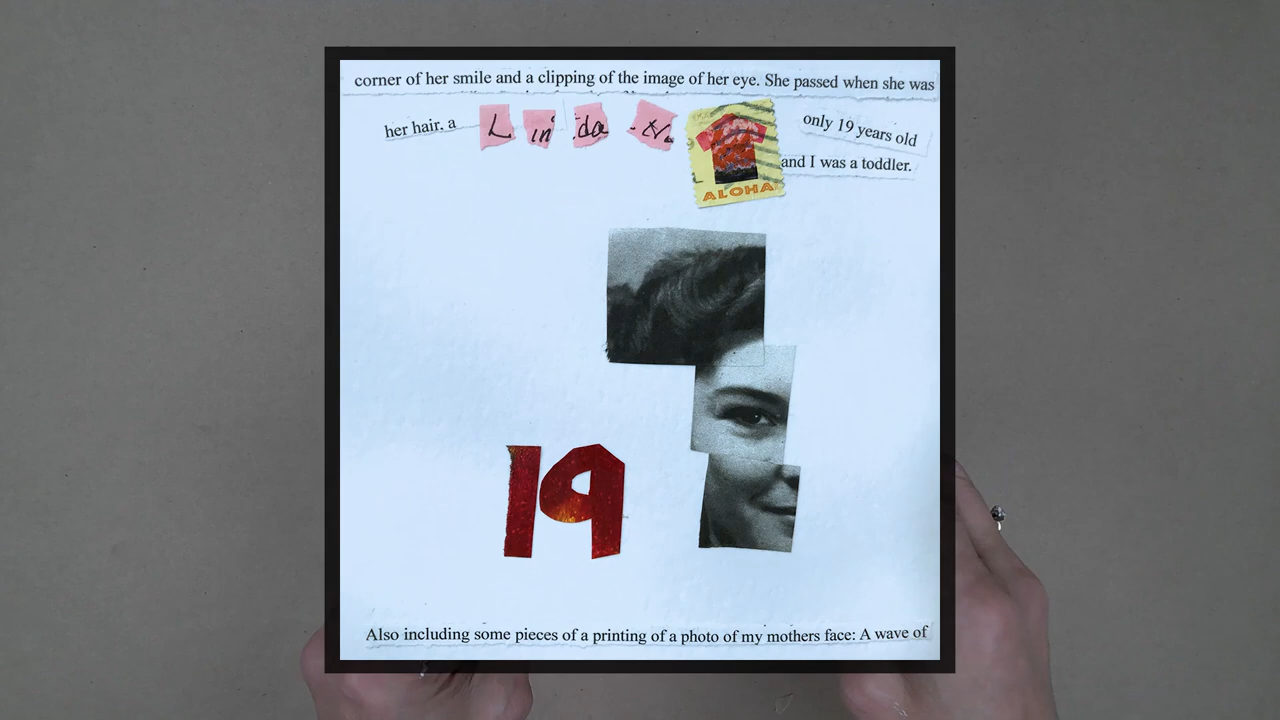 corner of her smile and a clipping of the image of her eye. She passed when she was
her hair. a
L in da
ALOHA
only 19 years old
and I was a toddler.
19
Also including some pieces of a printing of a photo of my mothers face: A wave of